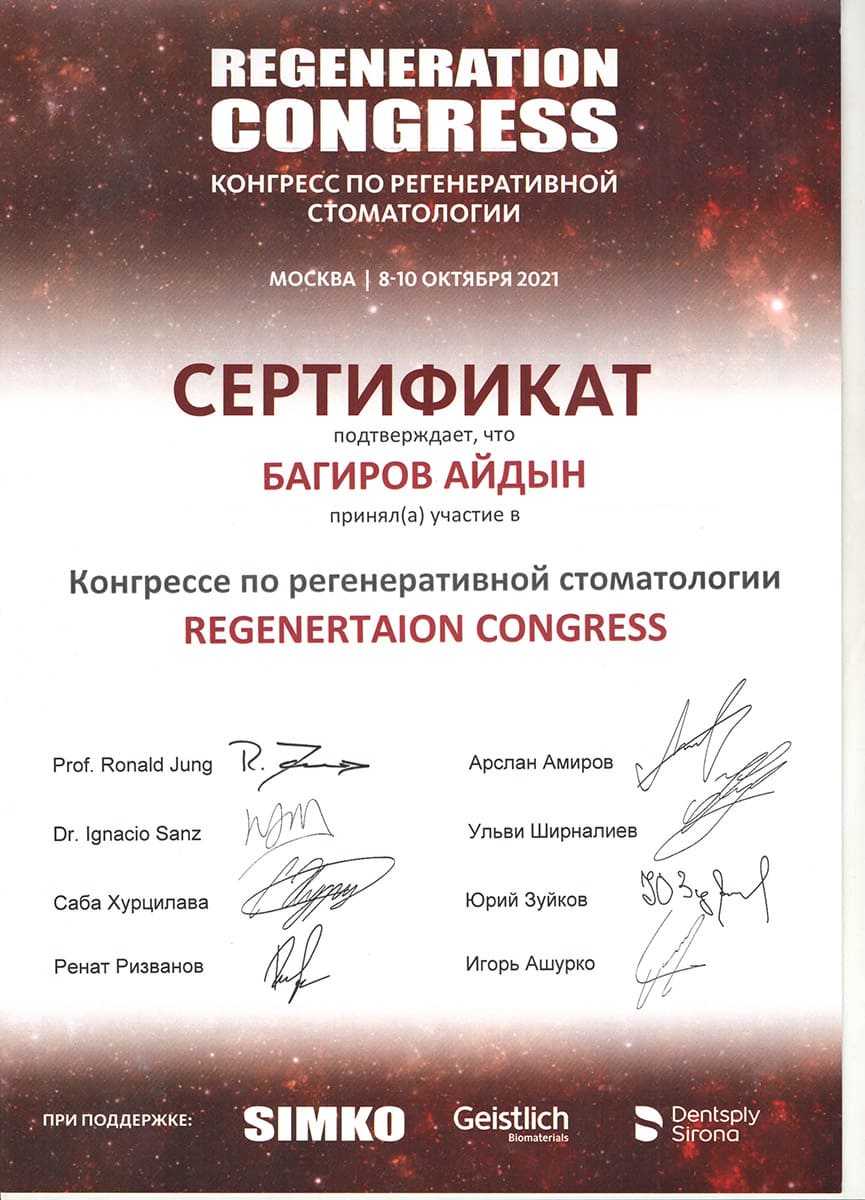 REGENERATION
CONGRESS
КОНГРЕСС ПО РЕГЕНЕРАТИВНОЙ
СТОМАТОЛОГИИ
МОСКВА | 8-10 ОКТЯБРЯ 2021
СЕРТИФИКАТ
подтверждает, что
БАГИРОВ АЙДЫН
принял(а) участие в
Конгрессе по регенеративной стоматологии
REGENERTAION CONGRESS
Prof. Ronald Jung
Dr. Ignacio Sanz
Саба Хурцилава
Ренат Ризванов
Арслан Амиров
Ульви Ширналиев
Юрий Зуйков
Игорь Ашурко
ПРИ ПОДДЕРЖКЕ:
SIMKO
Geistlich
Biomaterials
Dentsply
Sirona